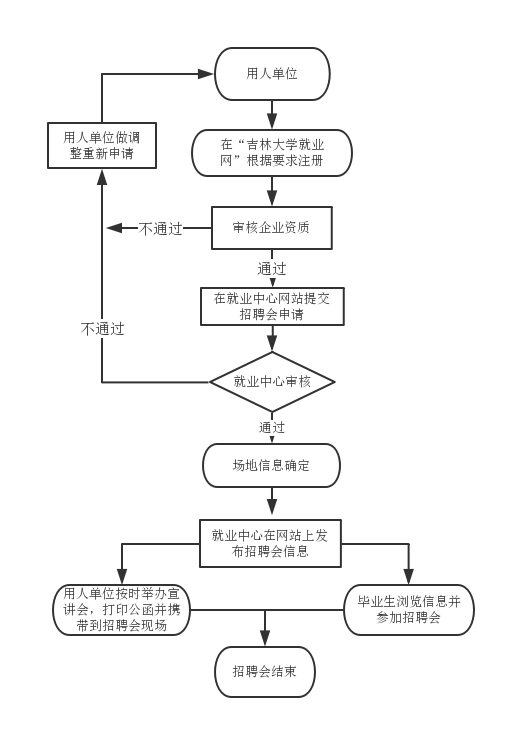 用人单位
用人单位做调
整重新申请
在“吉林大学就业
网”根据要求注册
不通过
审核企业资质
通过
在就业中心网站提交
招聘会申请
不通过
就业中心审核
通过
场地信息确定
就业中心在网站上发
布招聘会信息
用人单位按时举办宣
讲会，打印公函并携
带到招聘会现场
毕业生浏览信息并
参加招聘会
招聘会结束